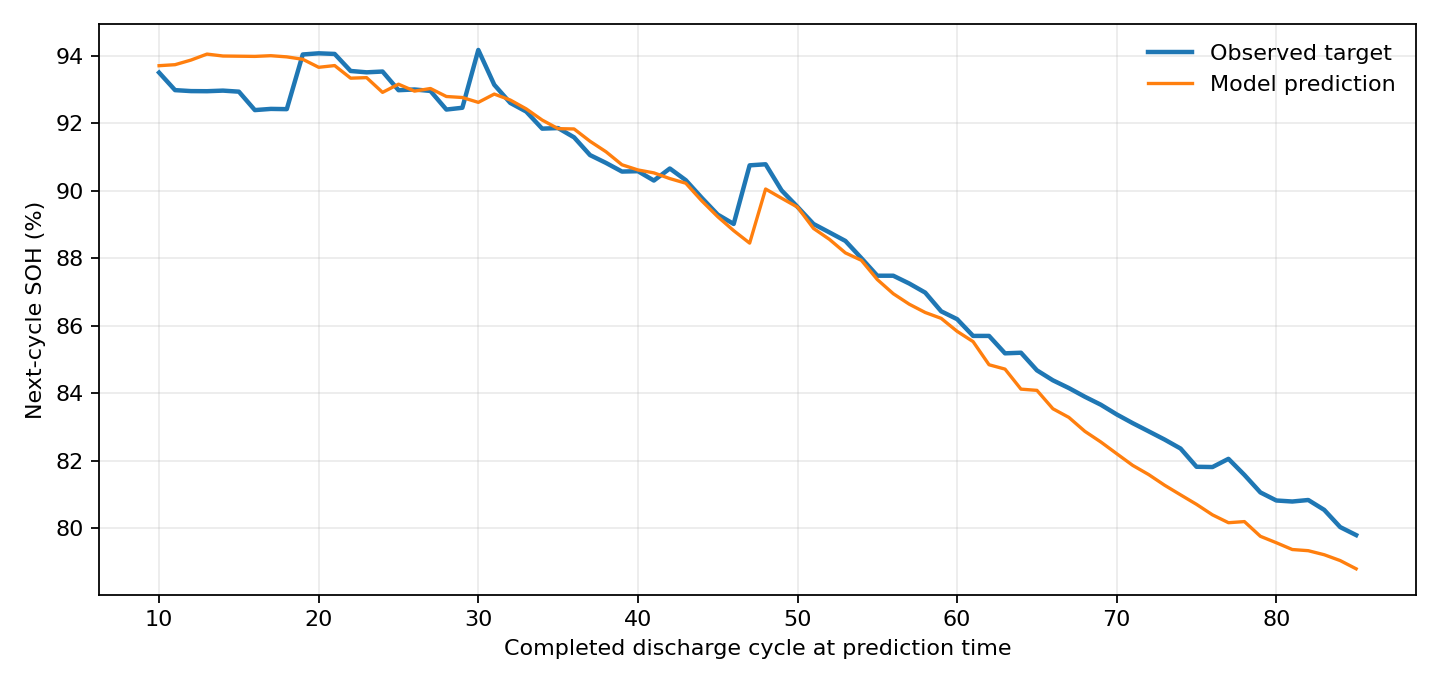 94
92
90
88
86
84
82
80
Next-cycle SOH (%)
Observed target
Model prediction
10 20 30 40 50 60 70 80
Completed discharge cycle at prediction time